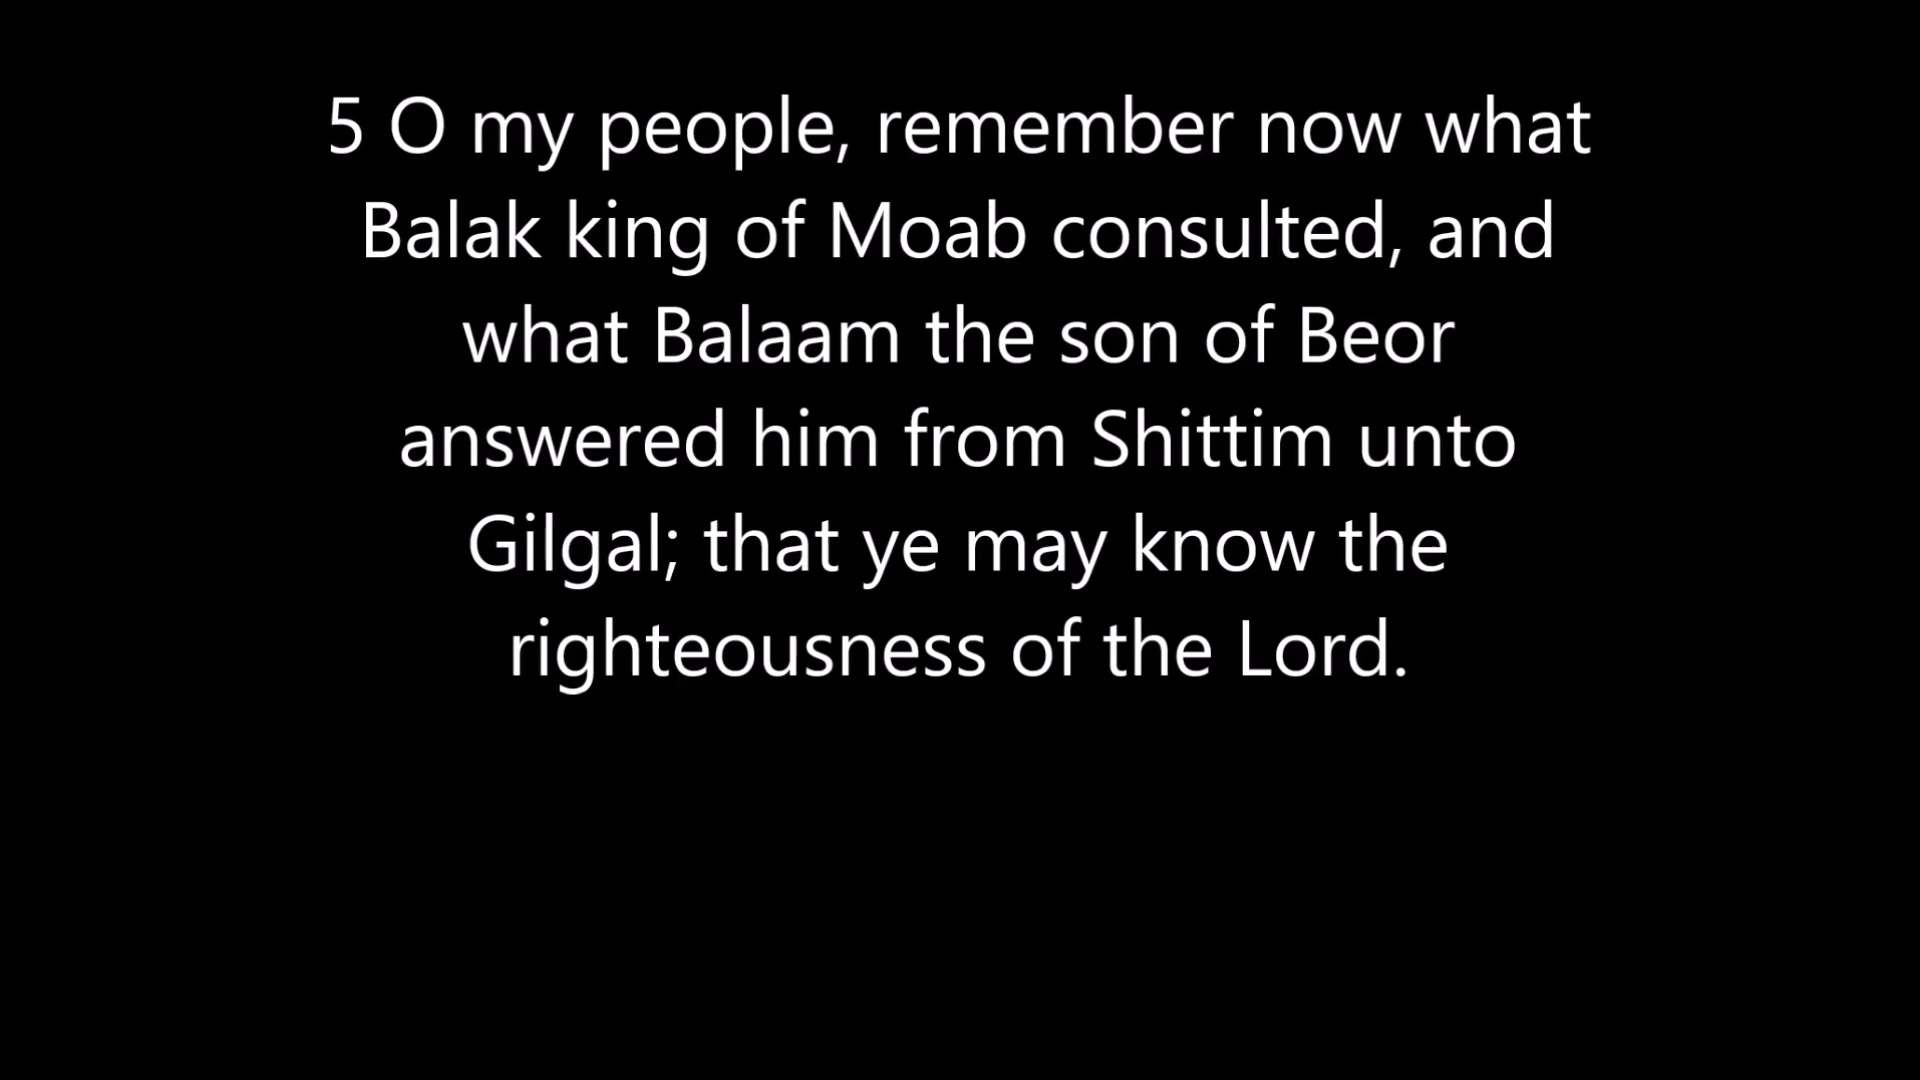 5 O my people, remember now what
Balak king of Moab consulted, and
what Balaam the son of Beor
answered him from Shittim unto
Gilgal; that ye may know the
righteousness of the Lord.